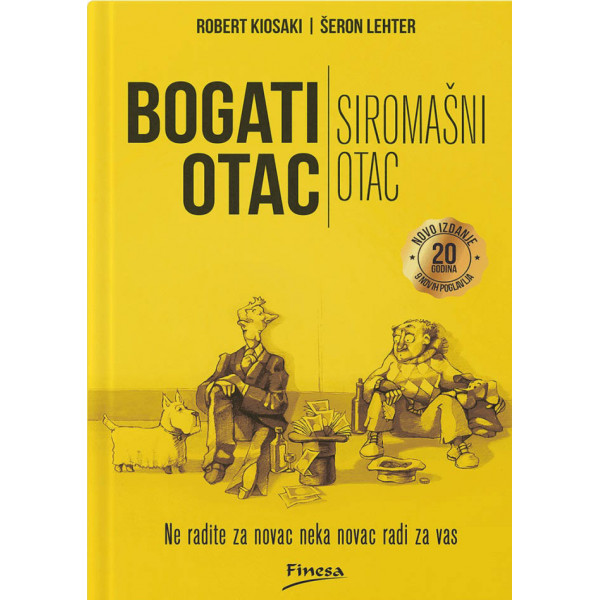 ROBERT KIOSAKI | ŠERON LEHTER
BOGATI
OTAC
SIROMAŠNI
OTAC
NOVO IZDANJE
20
GODINA
9 NOVIH POGLAVLJA
Ne radite za novac neka novac radi za vas
Finesa